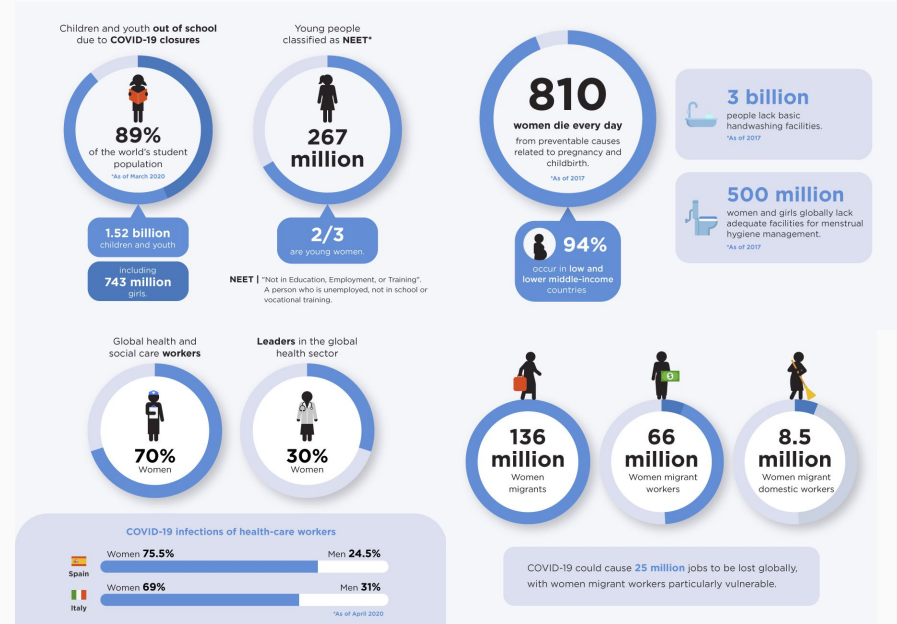 Children and youth out of school
due to COVID-19 closures
89%
of the world's student
population
*As of March 2020
1.52 billion
children and youth
including
743 million
girls.
Young people
classified as NEET*
267
million
2/3
are young women.
NEET | "Not in Education, Employment, or Training".
A person who is unemployed, not in school or
vocational training.
810
women die every day
from preventable causes
related to pregnancy and
childbirth.
*As of 2017
94%
occur in low and
lower middle-income
countries
3 billion
people lack basic
handwashing facilities.
*As of 2017
500 million
women and girls globally lack
adequate facilities for menstrual
hygiene management.
*As of 2017
Global health and
social care workers
70%
Women
Leaders in the global
health sector
30%
Women
COVID-19 infections of health-care workers
Spain
Women 75.5%
Men 24.5%
Italy
Women 69%
Men 31%
*As of April 2020
136
million
Women
migrants
66
million
Women migrant
workers
8.5
million
Women migrant
domestic workers
COVID-19 could cause 25 million jobs to be lost globally,
with women migrant workers particularly vulnerable.